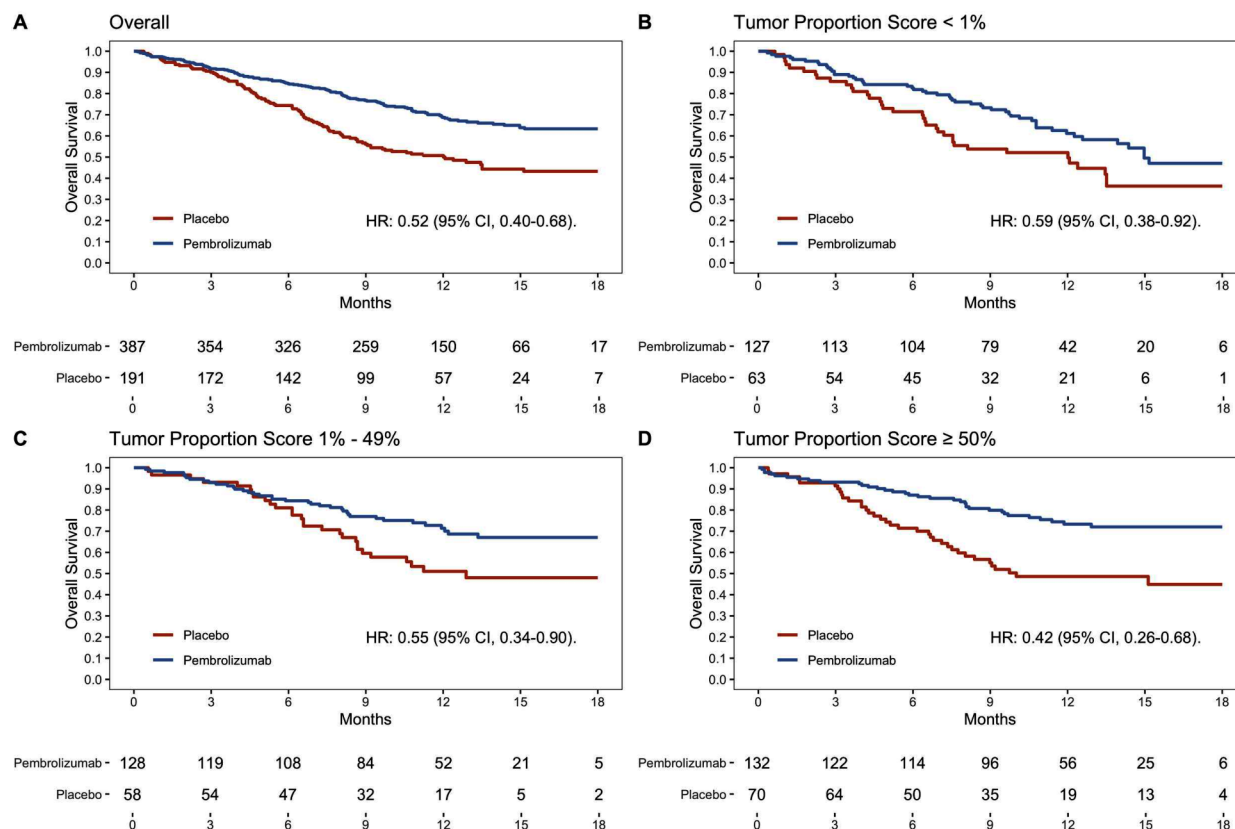 A Overall
1.0
0.9
0.8
0.7
0.6
0.5
0.4
0.3
0.2
0.1
0.0
Overall Survival
Placebo
Pembrolizumab
HR: 0.52 (95% CI, 0.40-0.68).
0 3 6 9 12 15 18
Months
Pembrolizumab 387 354 326 259 150 66 17
Placebo 191 172 142 99 57 24 7
0 3 6 9 12 15 18
B Tumor Proportion Score < 1%
1.0
0.9
0.8
0.7
0.6
0.5
0.4
0.3
0.2
0.1
0.0
Overall Survival
Placebo
Pembrolizumab
HR: 0.59 (95% CI, 0.38-0.92).
0 3 6 9 12 15 18
Months
Pembrolizumab 127 113 104 79 42 20 6
Placebo 63 54 45 32 21 6 1
0 3 6 9 12 15 18
C Tumor Proportion Score 1% - 49%
1.0
0.9
0.8
0.7
0.6
0.5
0.4
0.3
0.2
0.1
0.0
Overall Survival
Placebo
Pembrolizumab
HR: 0.55 (95% CI, 0.34-0.90).
0 3 6 9 12 15 18
Months
Pembrolizumab 128 119 108 84 52 21 5
Placebo 58 54 47 32 17 5 2
0 3 6 9 12 15 18
D Tumor Proportion Score ≥ 50%
1.0
0.9
0.8
0.7
0.6
0.5
0.4
0.3
0.2
0.1
0.0
Overall Survival
Placebo
Pembrolizumab
HR: 0.42 (95% CI, 0.26-0.68).
0 3 6 9 12 15 18
Months
Pembrolizumab 132 122 114 96 56 25 6
Placebo 70 64 50 35 19 13 4
0 3 6 9 12 15 18